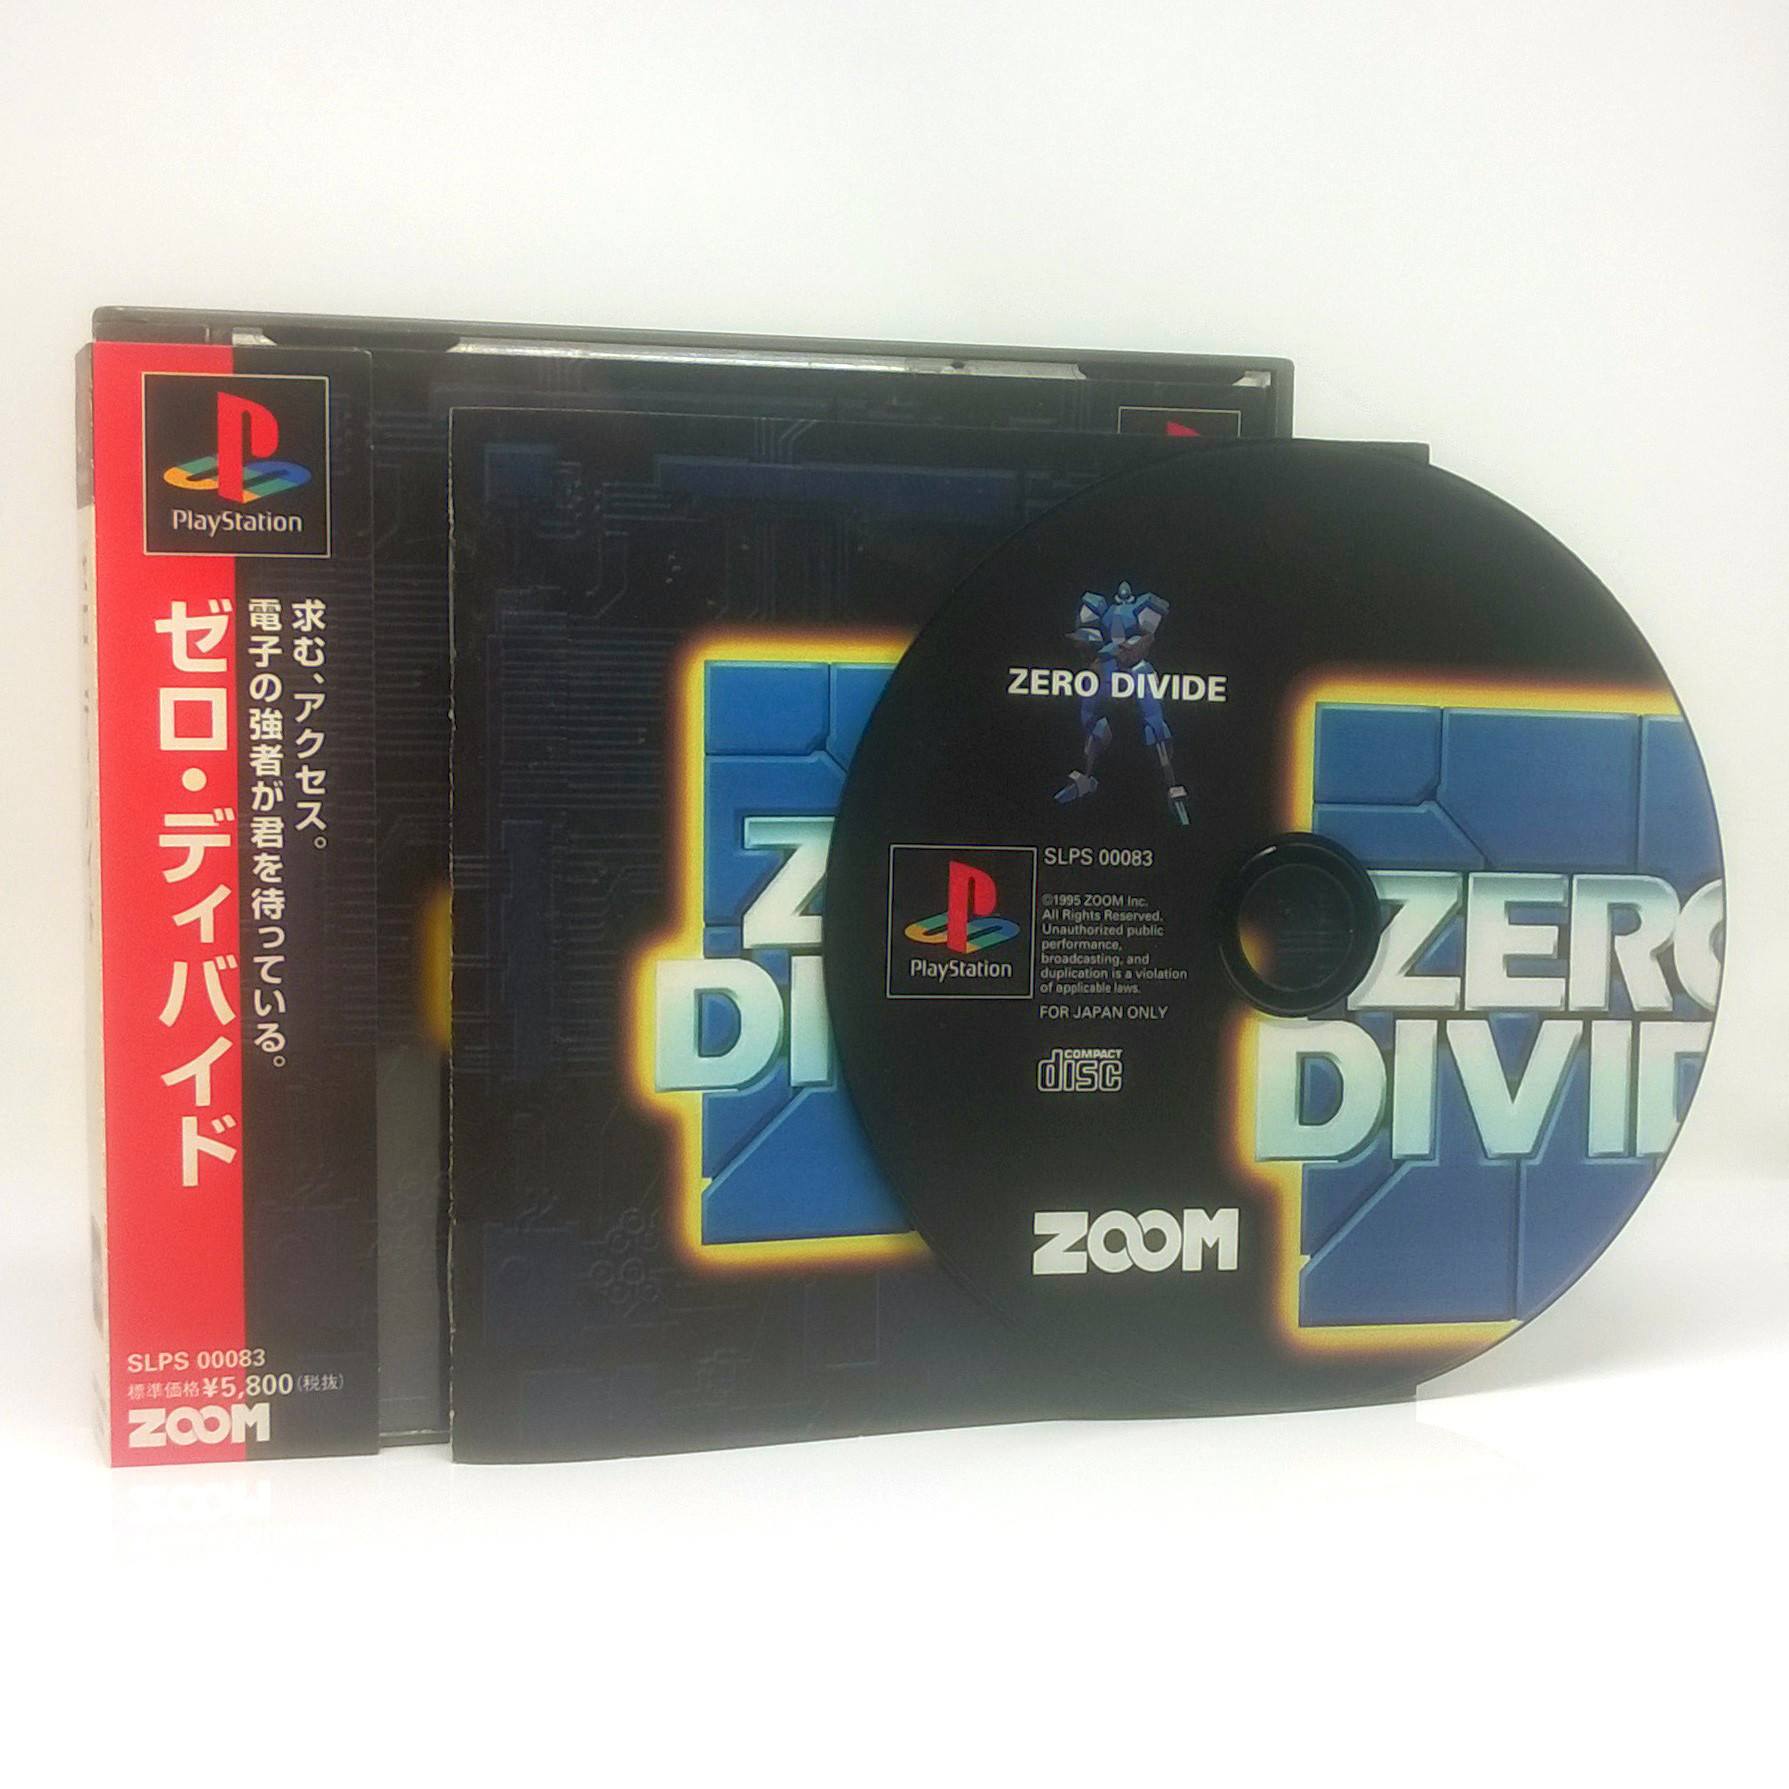 PlayStation
求む、アクセス。
電子の強者が君を待っている。
ゼロ・ディバイド
SLPS 00083
標準価格¥5,800(税抜)
ZOOM
Z
DI
ZERO DIVIDE
PlayStation
SLPS 00083
©1995 ZOOM Inc.
All Rights Reserved.
Unauthorized public
performance,
broadcasting, and
duplication is a violation
of applicable laws.
FOR JAPAN ONLY
COMPACT
disc
ZOOM
ZERO
DIVID